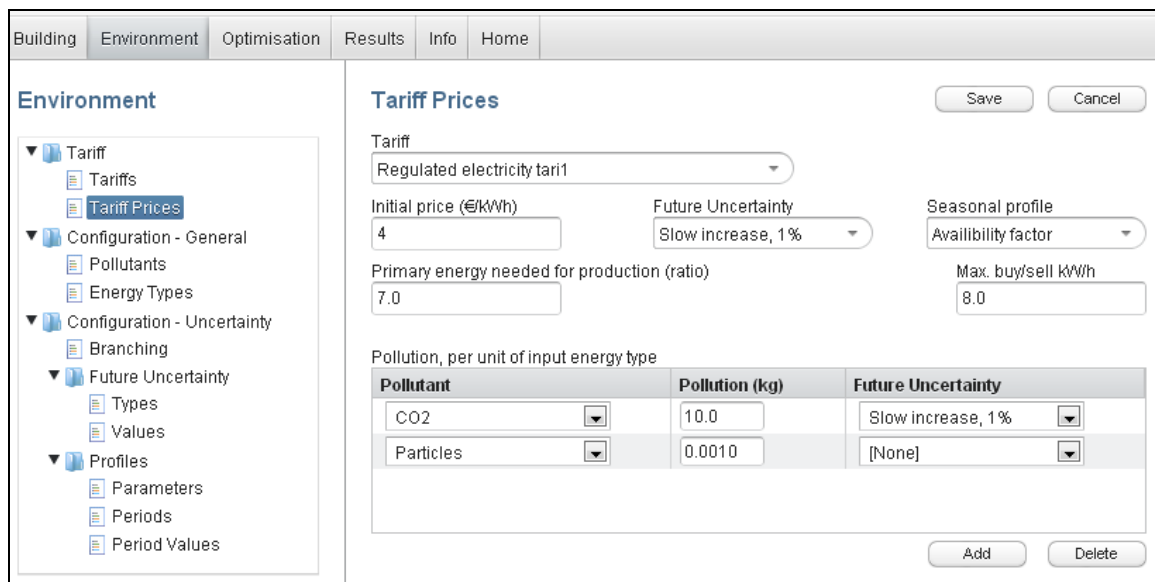 Building Environment Optimisation Results Info Home
Environment
Tariff
Tariffs
Tariff Prices
Configuration - General
Pollutants
Energy Types
Configuration - Uncertainty
Branching
Future Uncertainty
Types
Values
Profiles
Parameters
Periods
Period Values
Tariff Prices Save Cancel
Tariff
Regulated electricity tari1
Initial price (€/kWh) Future Uncertainty Seasonal profile
4 Slow increase, 1% Availibility factor
Primary energy needed for production (ratio) Max. buy/sell kW/h
7.0 8.0
Pollution, per unit of input energy type
Pollutant Pollution (kg) Future Uncertainty
CO2 10.0 Slow increase, 1%
Particles 0.0010 [None]
Add Delete